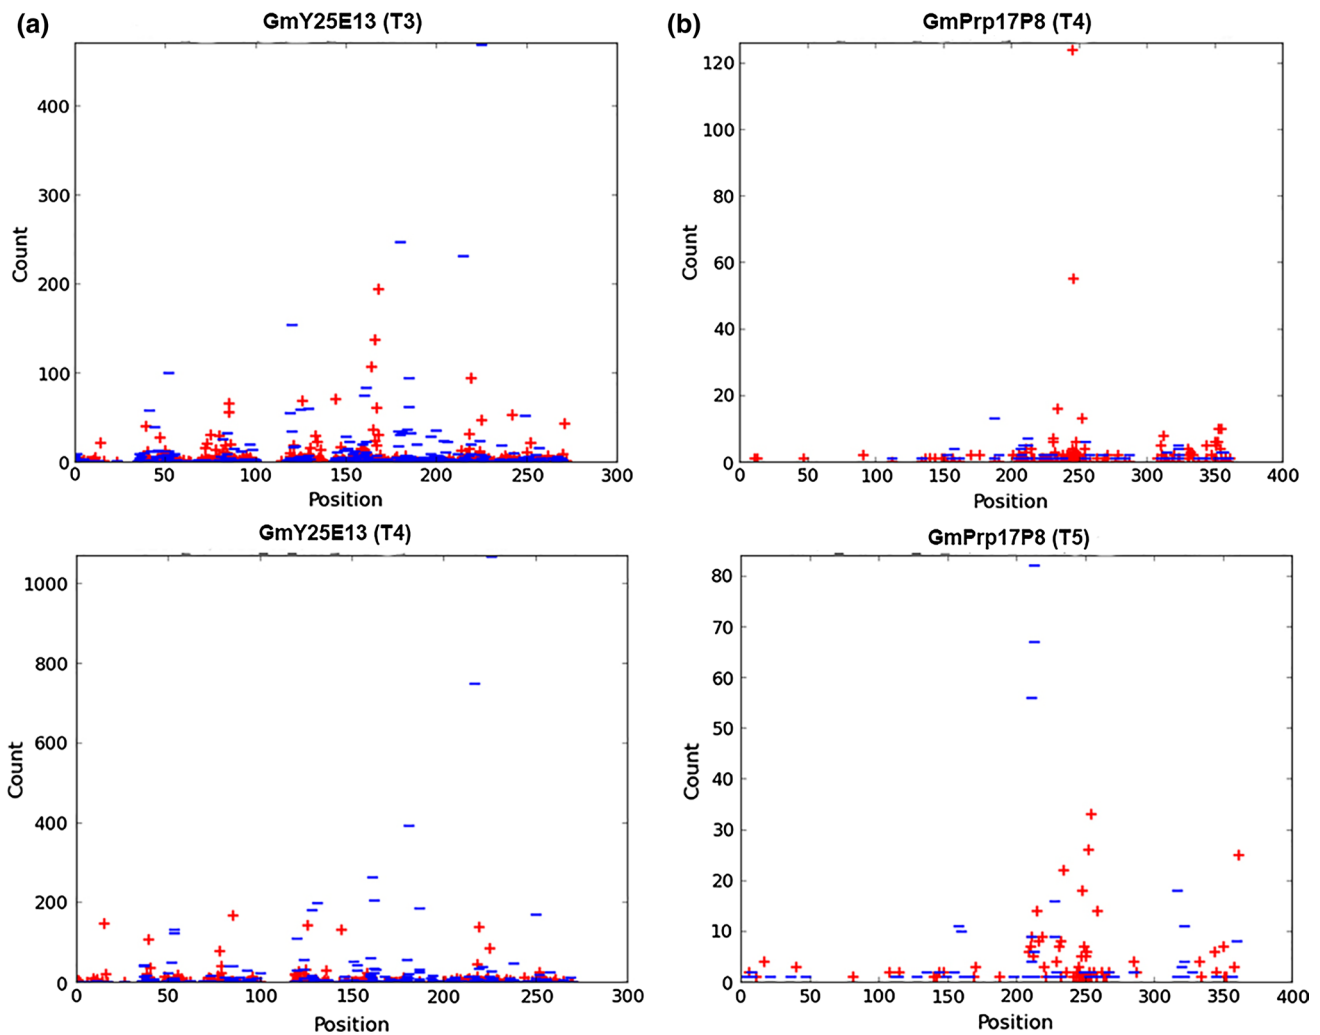 (a)
GmY25E13 (T3)
400
300
200
100
0
Count
0 50 100 150 200 250 300
Position
(b)
GmPrp17P8 (T4)
120
100
80
60
40
20
0
Count
0 50 100 150 200 250 300 350 400
Position
GmY25E13 (T4)
1000
800
600
400
200
0
Count
0 50 100 150 200 250 300
Position
GmPrp17P8 (T5)
80
70
60
50
40
30
20
10
0
Count
0 50 100 150 200 250 300 350 400
Position